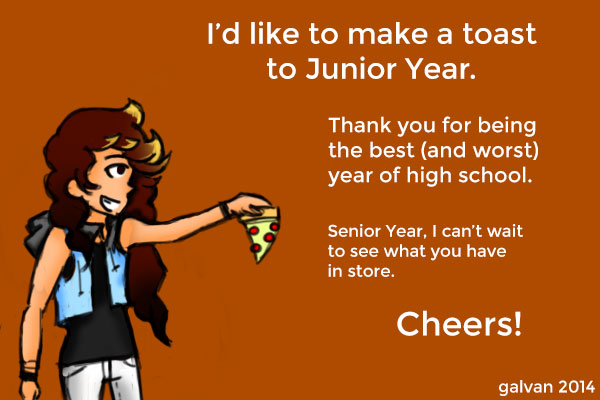 I’d like to make a toast
to Junior Year.
Thank you for being
the best (and worst)
year of high school.
Senior Year, I can’t wait
to see what you have
in store.
Cheers!
galvan 2014